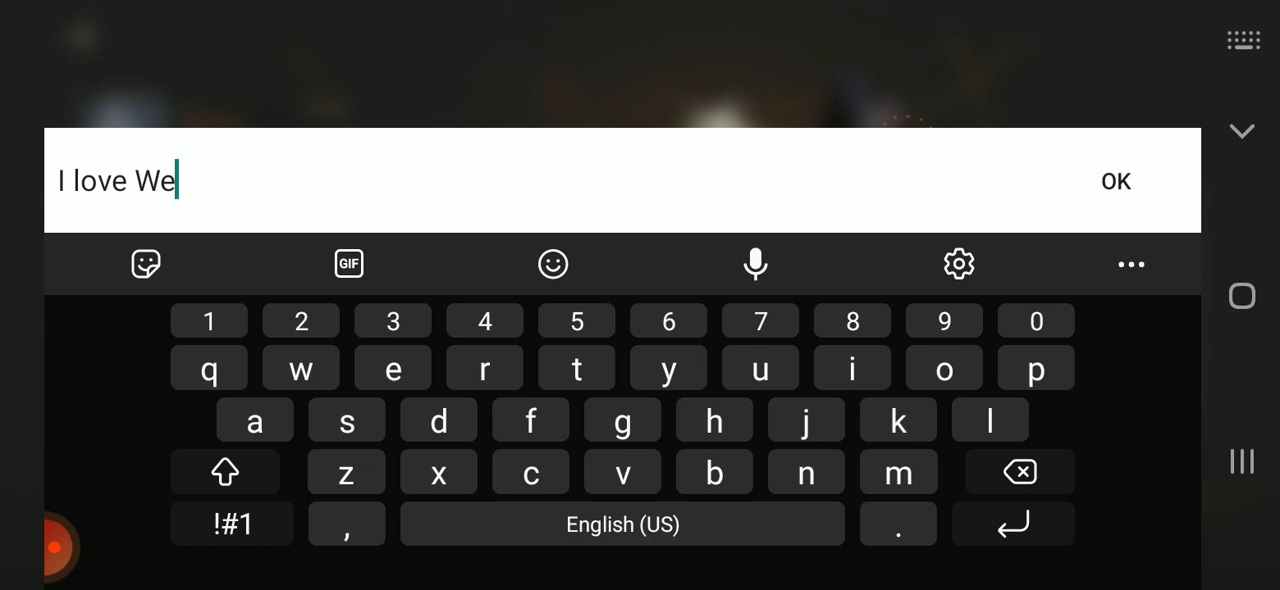 I love We
OK
GIF
1 2 3 4 5 6 7 8 9 0
q w e r t y u i o p
a s d f g h j k l
z x c v b n m
!#1 , English (US) .